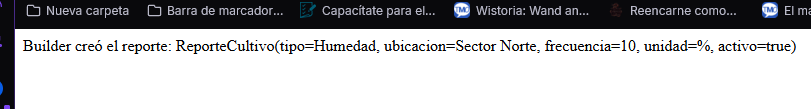 Nueva carpeta Barra de marcador... Capacítate para el... Wistoria: Wand an... Reencarne como... El ma
Builder creó el reporte: ReporteCultivo(tipo=Humedad, ubicacion=Sector Norte, frecuencia=10, unidad=%, activo=true)